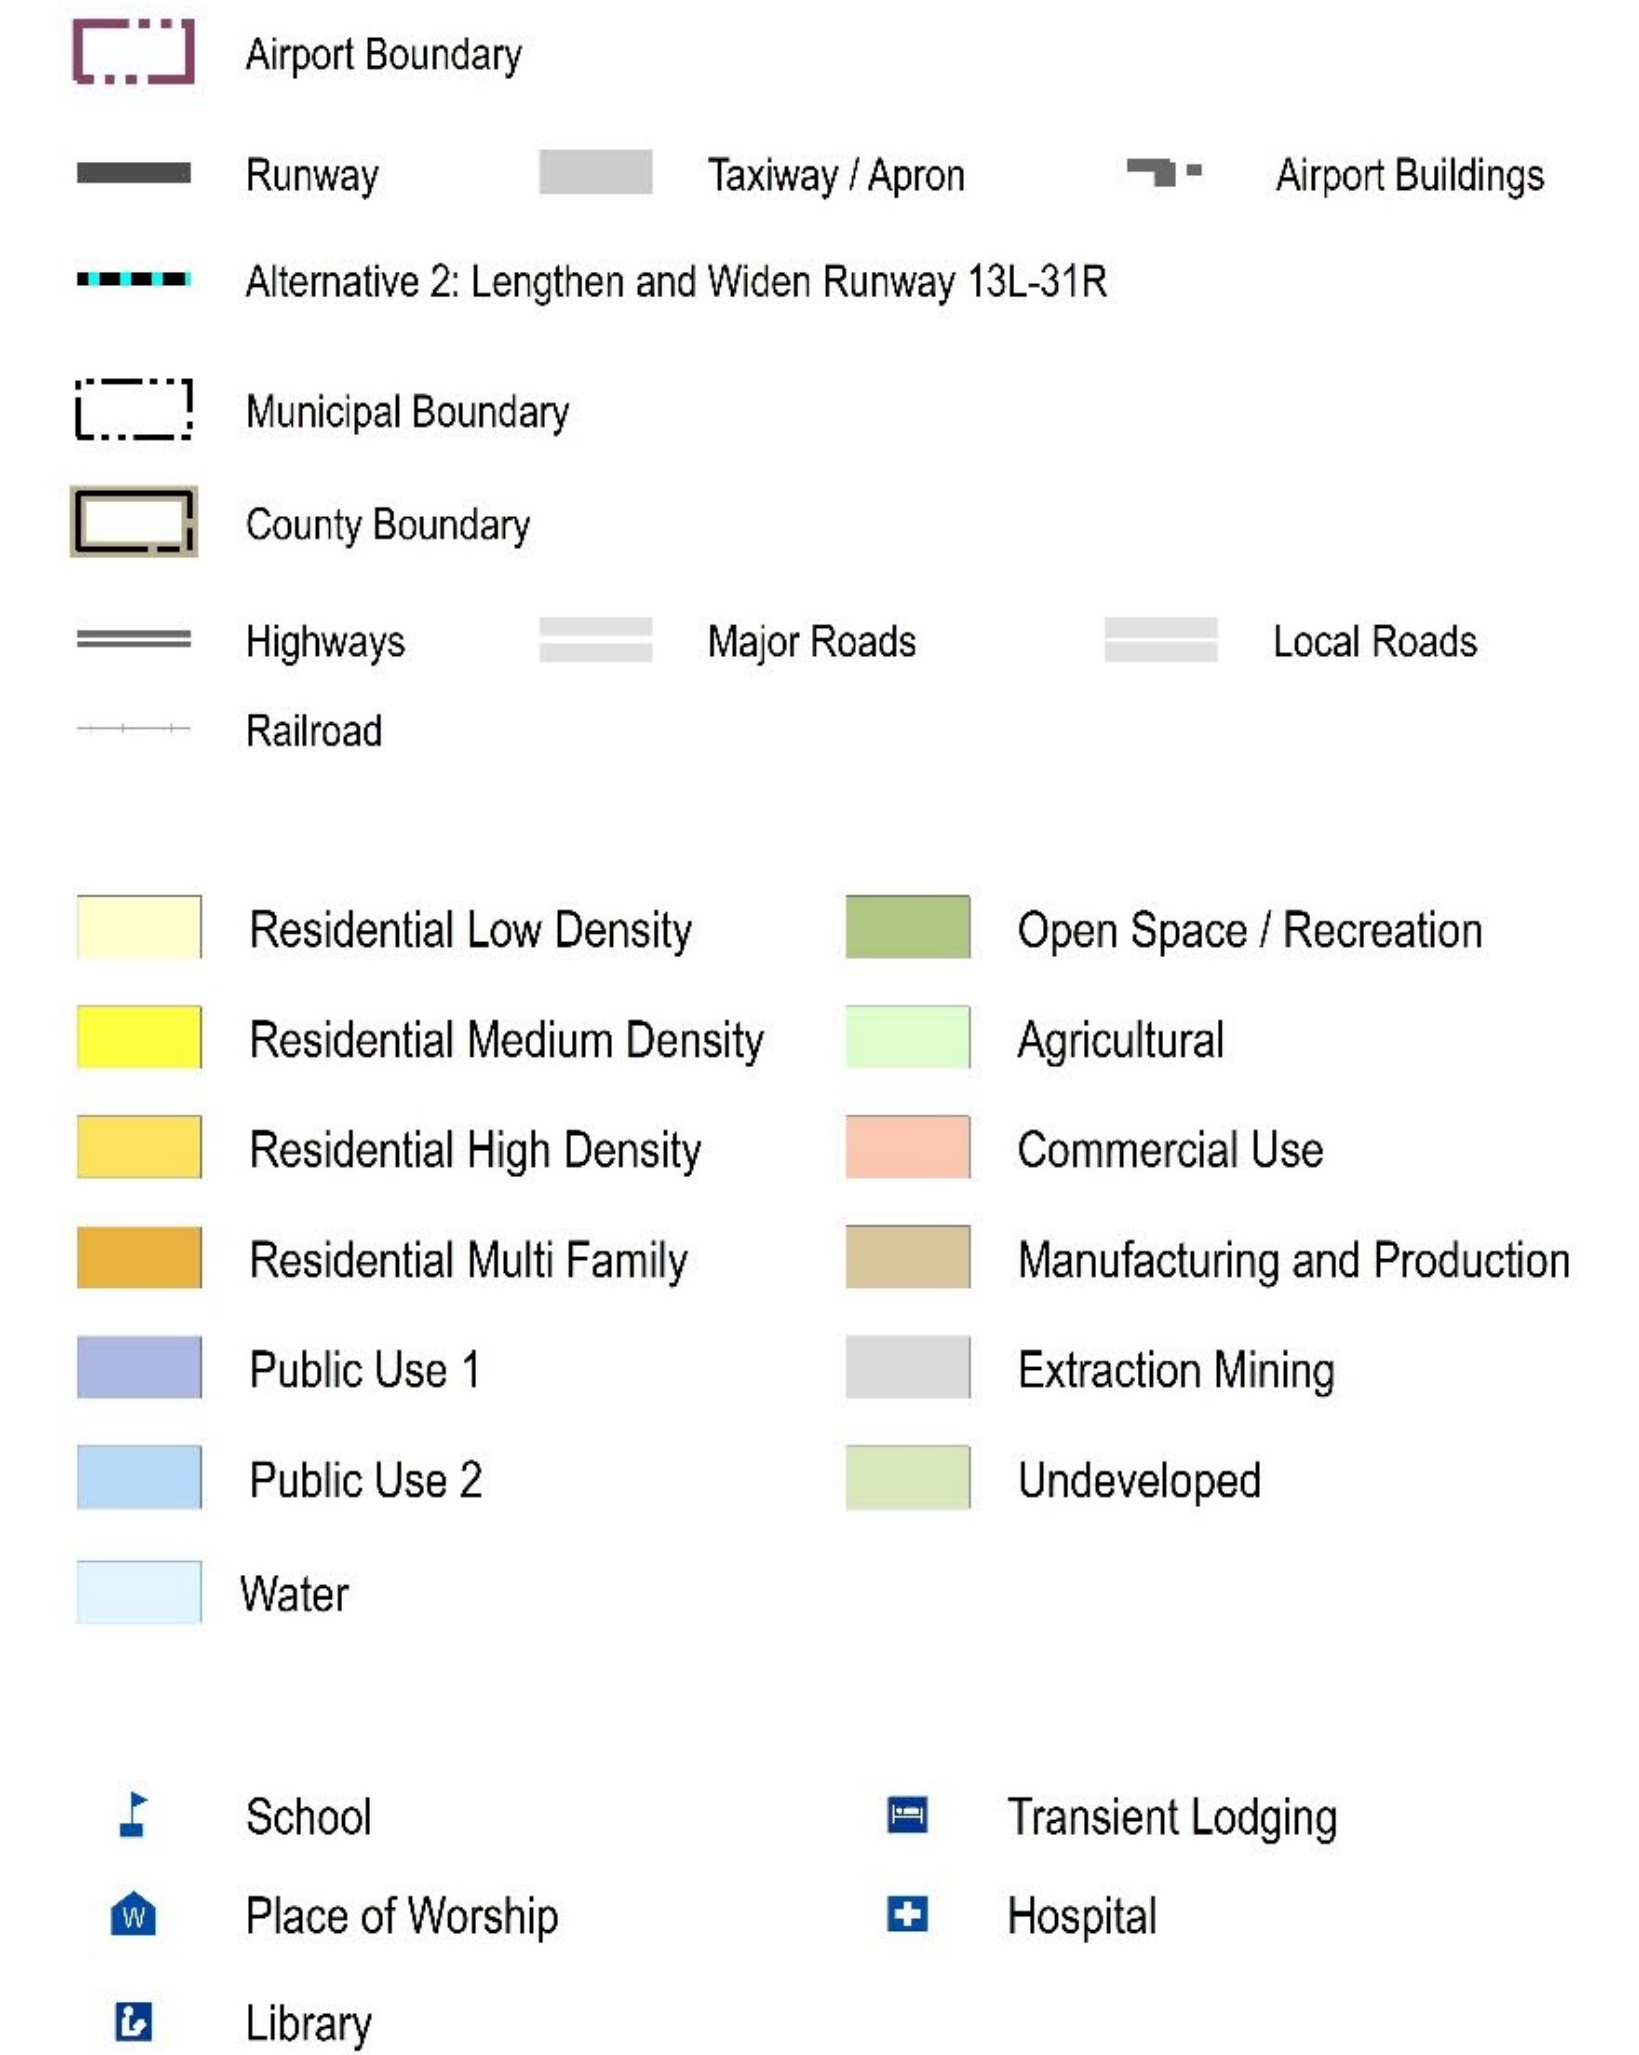 Airport Boundary
Runway Taxiway / Apron Airport Buildings
Alternative 2: Lengthen and Widen Runway 13L-31R
Municipal Boundary
County Boundary
Highways Major Roads Local Roads
Railroad
Residential Low Density Open Space / Recreation
Residential Medium Density Agricultural
Residential High Density Commercial Use
Residential Multi Family Manufacturing and Production
Public Use 1 Extraction Mining
Public Use 2 Undeveloped
Water
School Transient Lodging
W Place of Worship Hospital
Library